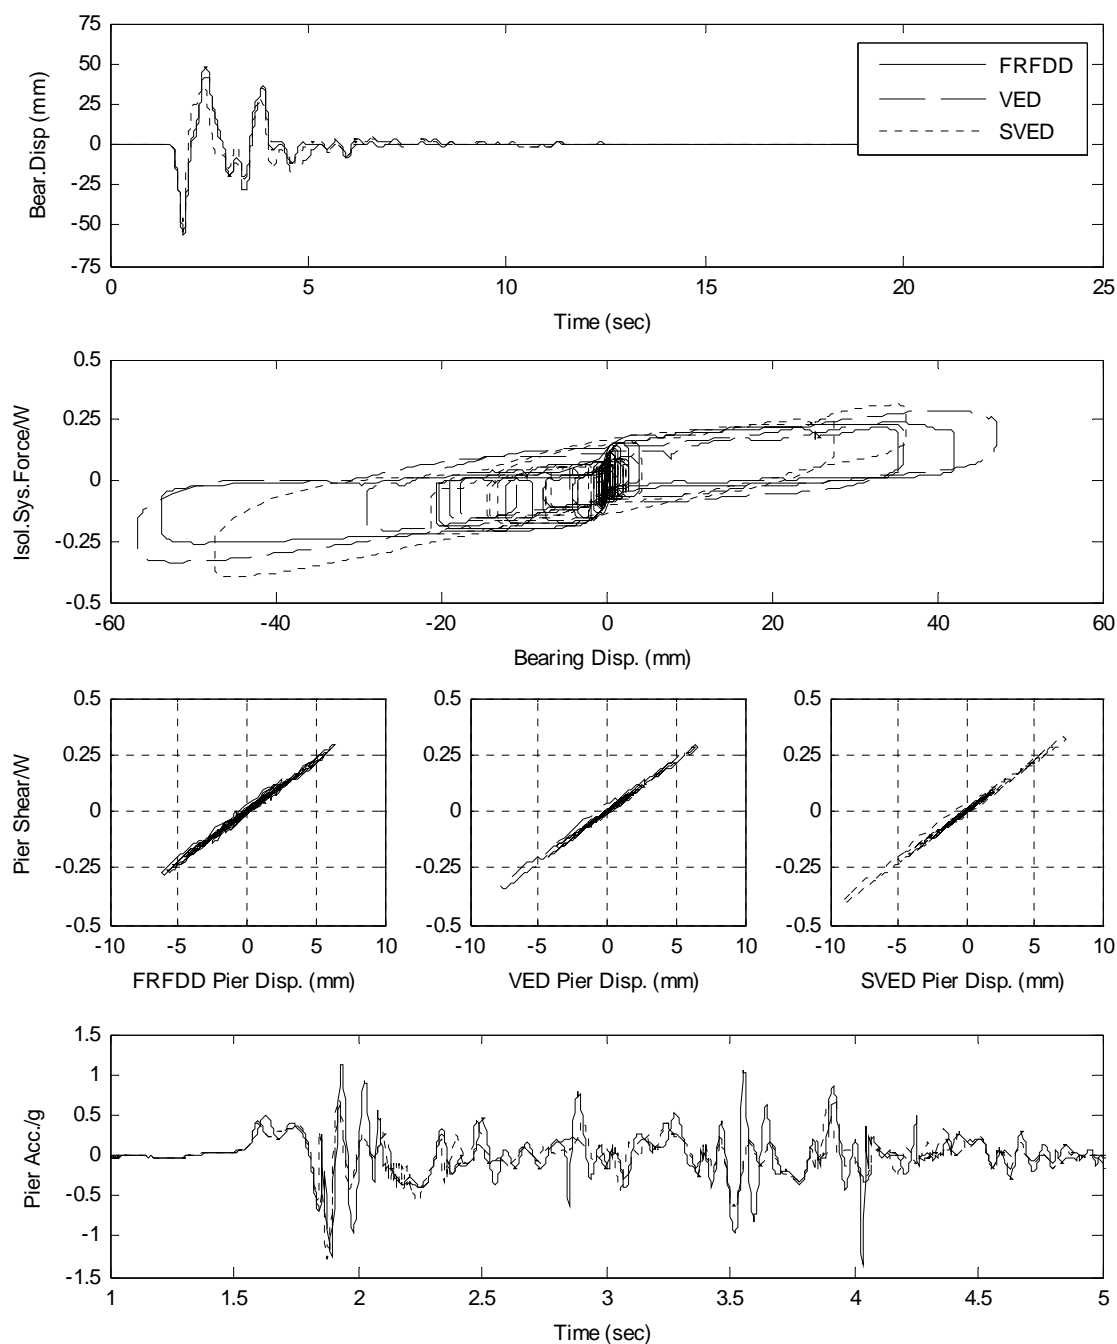 75
50
25
0
-25
-50
-75
Bear.Disp (mm)
FRFDD
VED
SVED
0 5 10 15 20 25
Time (sec)
0.5
0.25
0
-0.25
-0.5
Isol.Sys.Force/W
-60 -40 -20 0 20 40 60
Bearing Disp. (mm)
0.5 0.5 0.5
0.25 0.25 0.25
0 0 0
-0.25 -0.25 -0.25
-0.5 -0.5 -0.5
Pier Shear/W
-10 -5 0 5 10 -10 -5 0 5 10 -10 -5 0 5 10
FRFDD Pier Disp. (mm) VED Pier Disp. (mm) SVED Pier Disp. (mm)
1.5
1
0.5
0
-0.5
-1
-1.5
Pier Acc./g
1 1.5 2 2.5 3 3.5 4 4.5 5
Time (sec)